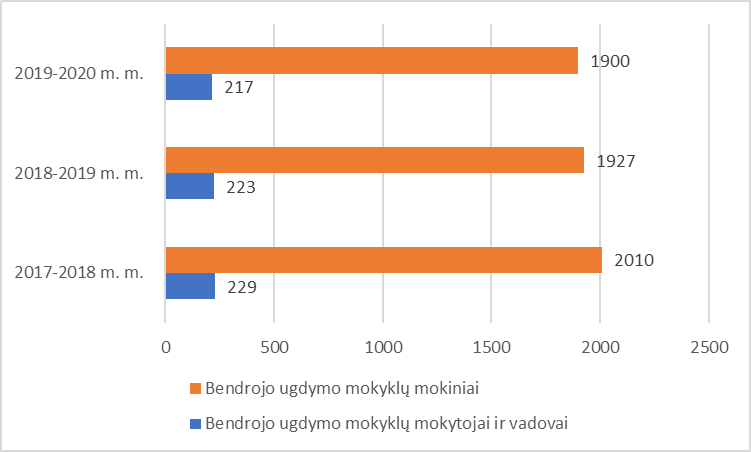 2019-2020 m. m.
1900
217
2018-2019 m. m.
1927
223
2017-2018 m. m.
2010
229
0 500 1000 1500 2000 2500
Bendrojo ugdymo mokyklų mokiniai
Bendrojo ugdymo mokyklų mokytojai ir vadovai